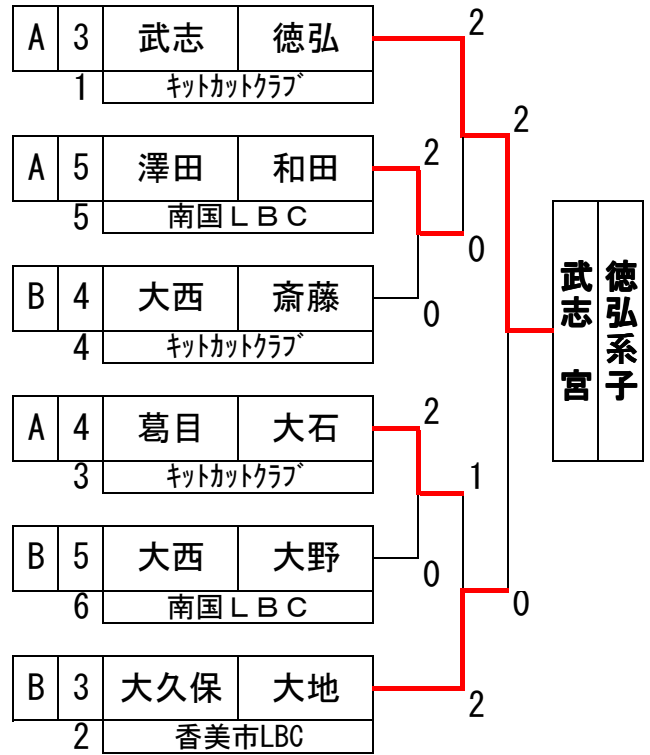 A 3 武志 徳弘
1 ｷｯﾄｶｯﾄｸﾗﾌﾞ
2
2
A 5 澤田 和田
5 南国ＬＢＣ
2
0
B 4 大西 斎藤
4 ｷｯﾄｶｯﾄｸﾗﾌﾞ
0
A 4 葛目 大石
3 ｷｯﾄｶｯﾄｸﾗﾌﾞ
2
1
B 5 大西 大野
6 南国ＬＢＣ
0
0
B 3 大久保 大地
2 香美市LBC
2
徳弘系子
武志 宮